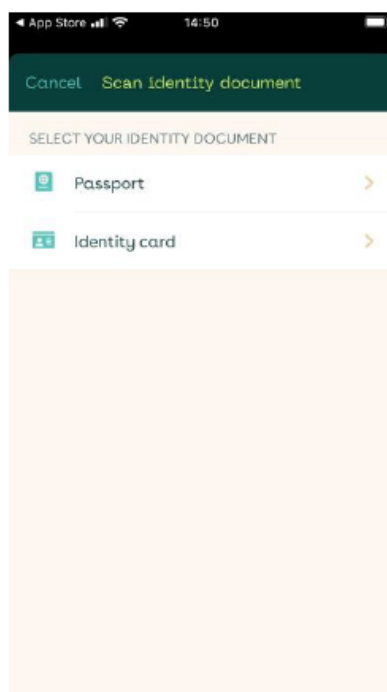 App Store 14:50
Cancel Scan identity document
SELECT YOUR IDENTITY DOCUMENT
Passport
Identity card